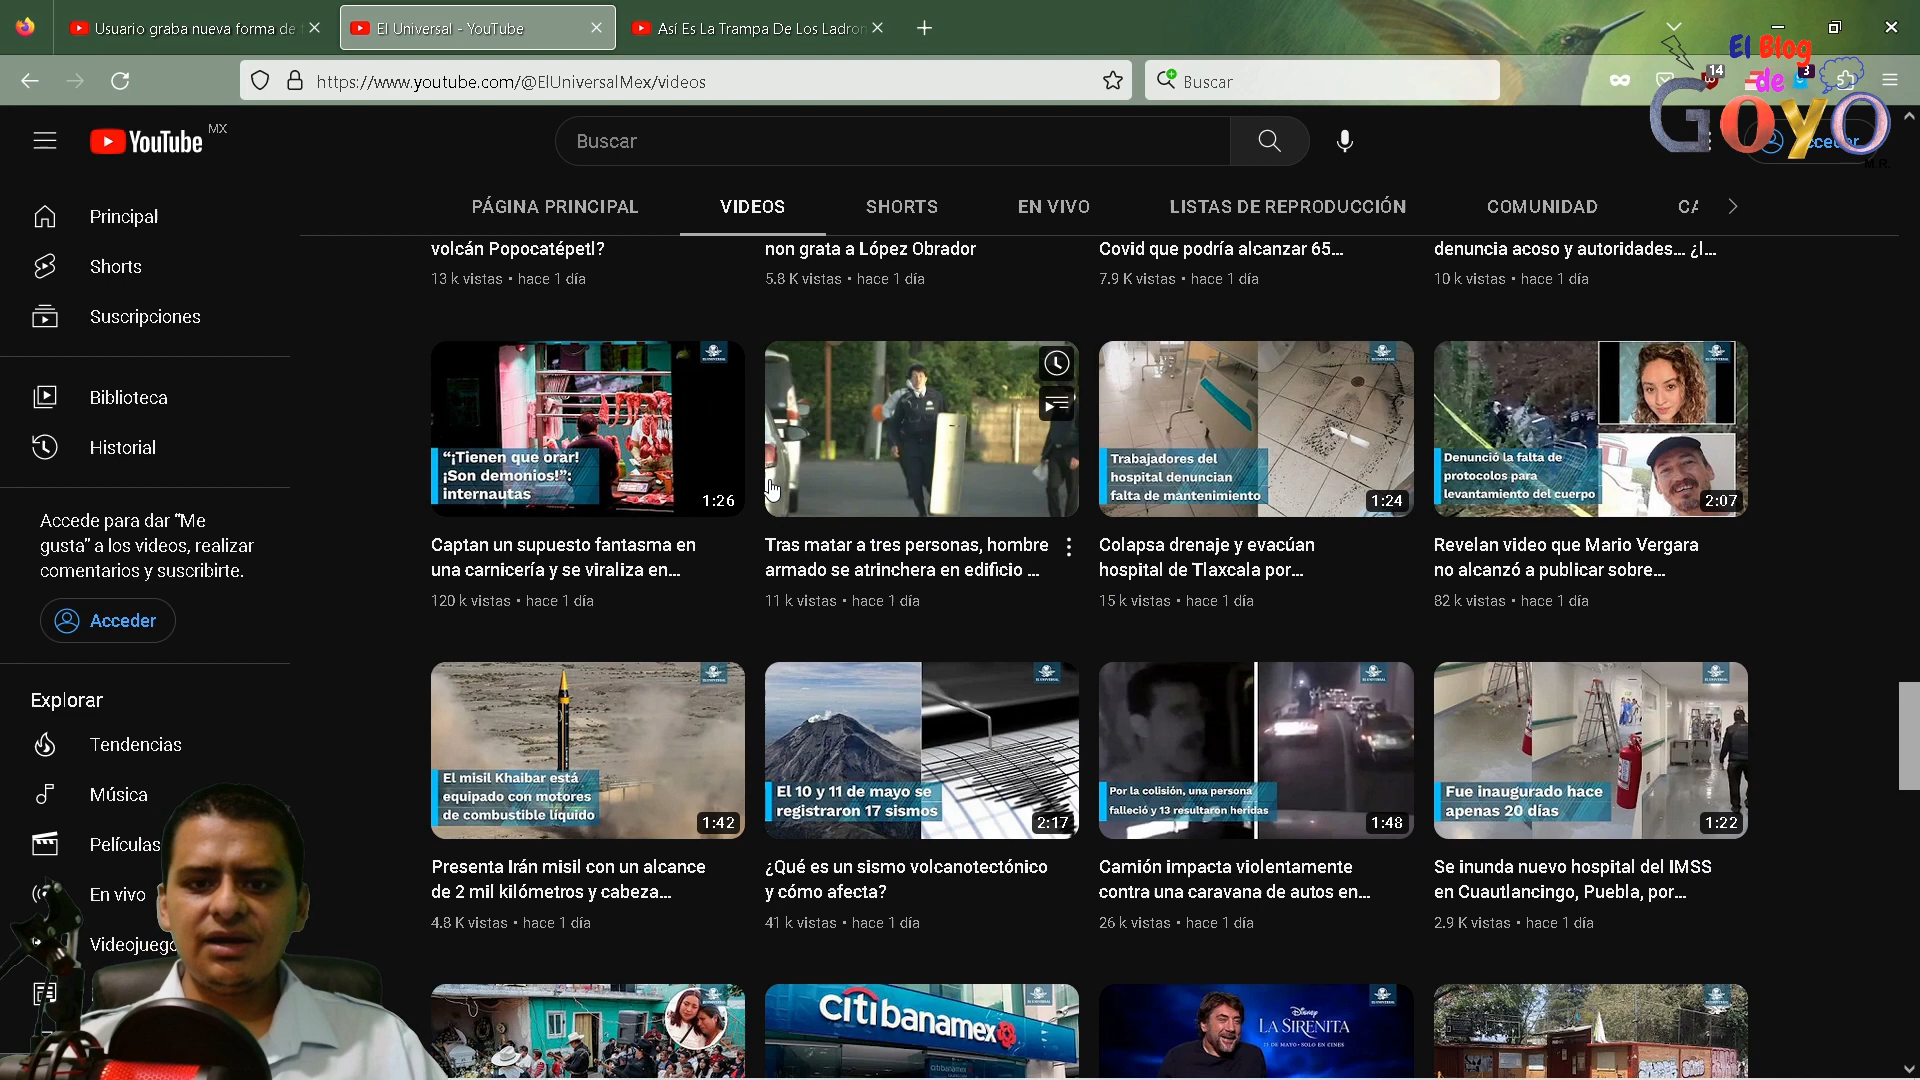 Usuario graba nueva forma de
El Universal - YouTube
Así Es La Trampa De Los Ladron
https://www.youtube.com/@ElUniversalMex/videos
Buscar
14
3
El Blog
de
GOYO
M.R.
YouTube MX
Buscar
Acceder
PÁGINA PRINCIPAL
VIDEOS
SHORTS
EN VIVO
LISTAS DE REPRODUCCIÓN
COMUNIDAD
Principal
Shorts
Suscripciones
Biblioteca
Historial
Accede para dar “Me
gusta” a los videos, realizar
comentarios y suscribirte.
Acceder
Explorar
Tendencias
Música
Películas
En vivo
volcán Popocatépetl?
13 k vistas • hace 1 día
non grata a López Obrador
5.8 K vistas • hace 1 día
Covid que podría alcanzar 65...
7.9 K vistas • hace 1 día
denuncia acoso y autoridades... ¿l...
10 k vistas • hace 1 día
“¡Tienen que orar!
¡Son demonios!”:
internautas
1:26
Captan un supuesto fantasma en
una carnicería y se viraliza en...
120 k vistas • hace 1 día
Tras matar a tres personas, hombre
armado se atrinchera en edificio ...
11 k vistas • hace 1 día
Trabajadores del
hospital denuncian
falta de mantenimiento
1:24
Colapsa drenaje y evacúan
hospital de Tlaxcala por...
15 k vistas • hace 1 día
Denunció la falta de
protocolos para
levantamiento del cuerpo
2:07
Revelan video que Mario Vergara
no alcanzó a publicar sobre...
82 k vistas • hace 1 día
El misil Khaibar está
equipado con motores
de combustible líquido
1:42
Presenta Irán misil con un alcance
de 2 mil kilómetros y cabeza...
4.8 K vistas • hace 1 día
El 10 y 11 de mayo se
registraron 17 sismos
2:17
¿Qué es un sismo volcanotectónico
y cómo afecta?
41 k vistas • hace 1 día
Por la colisión, una persona
falleció y 13 resultaron heridas
1:48
Camión impacta violentamente
contra una caravana de autos en...
26 k vistas • hace 1 día
Fue inaugurado hace
apenas 20 días
1:22
Se inunda nuevo hospital del IMSS
en Cuautlancingo, Puebla, por...
2.9 K vistas • hace 1 día
citibanamex
citibanamex
Disney
LA SIRENITA